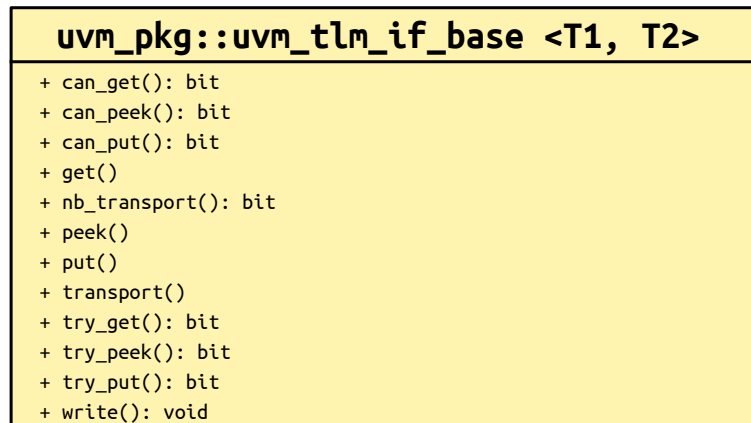 uvm_pkg::uvm_tlm_if_base <T1, T2>
+ can_get(): bit
+ can_peek(): bit
+ can_put(): bit
+ get()
+ nb_transport(): bit
+ peek()
+ put()
+ transport()
+ try_get(): bit
+ try_peek(): bit
+ try_put(): bit
+ write(): void